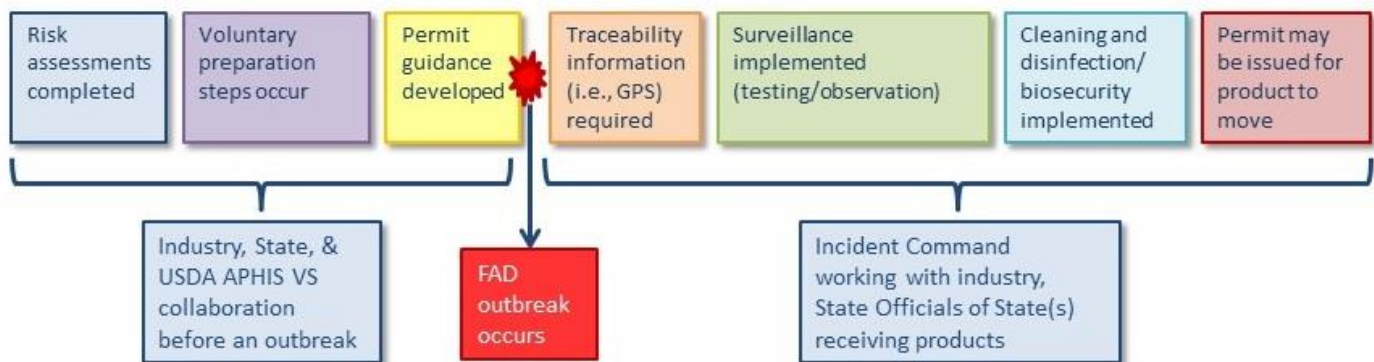 Risk
assessments
completed
Voluntary
preparation
steps occur
Permit
guidance
developed
Traceability
information
(i.e., GPS)
required
Surveillance
implemented
(testing/observation)
Cleaning and
disinfection/
biosecurity
implemented
Permit may
be issued for
product to
move
Industry, State, &
USDA APHIS VS
collaboration
before an outbreak
FAD
outbreak
occurs
Incident Command
working with industry,
State Officials of State(s)
receiving products